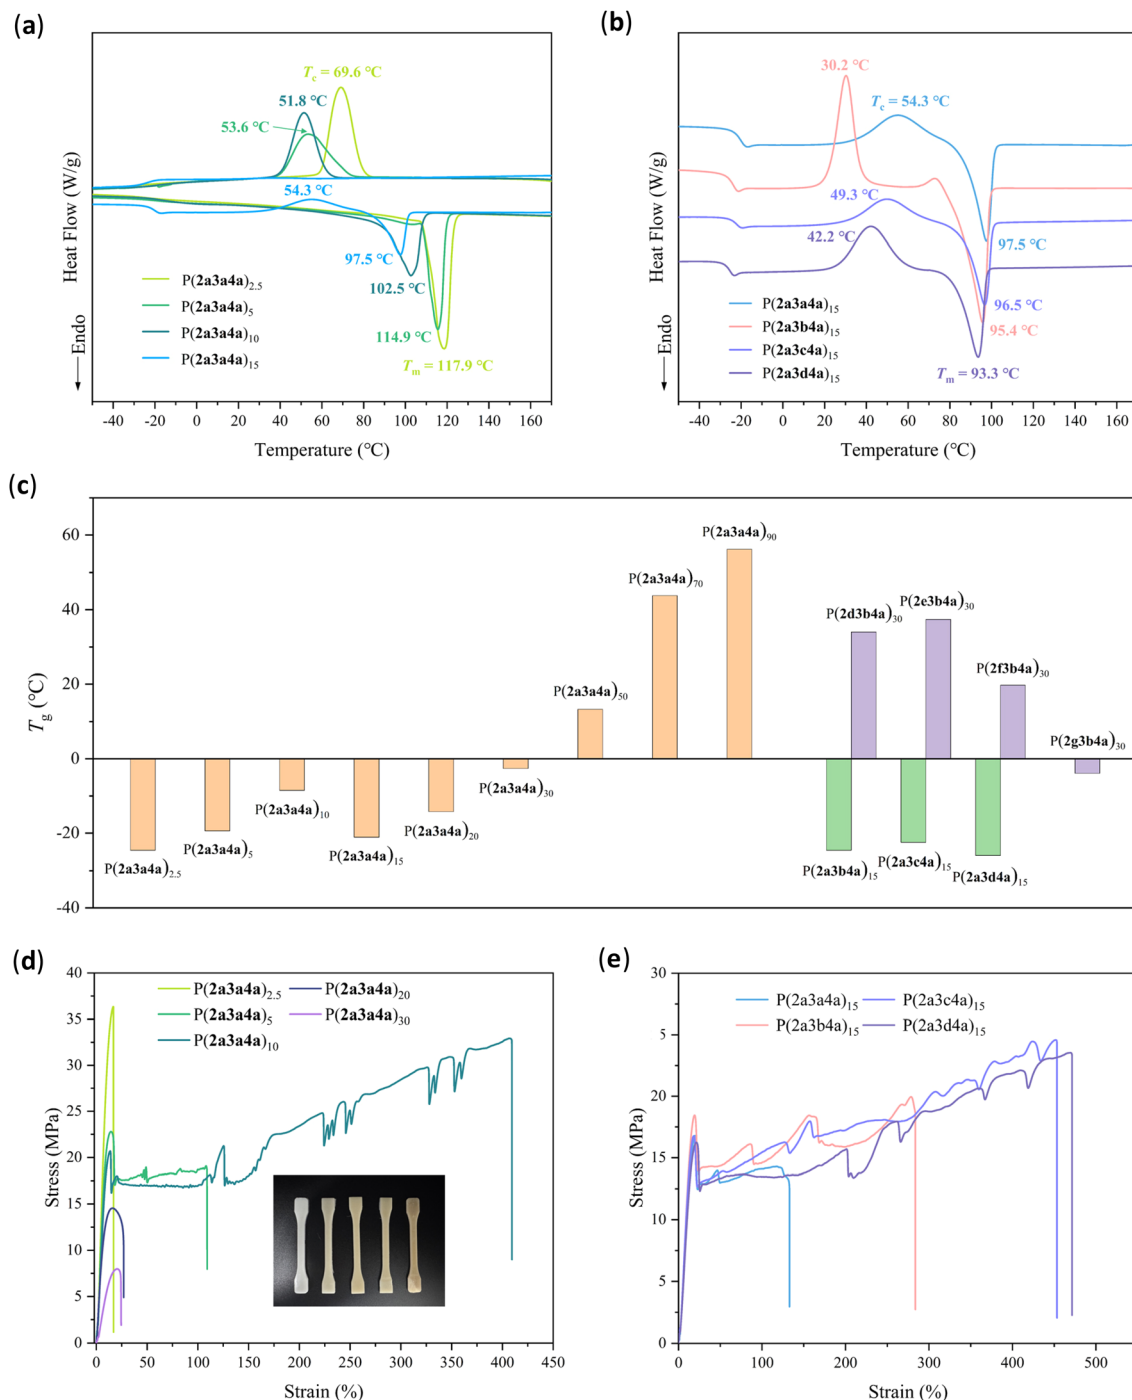 (a)
T_c = 69.6 ℃
51.8 ℃
53.6 ℃
54.3 ℃
97.5 ℃
102.5 ℃
114.9 ℃
T_m = 117.9 ℃
P(2a3a4a)2.5
P(2a3a4a)5
P(2a3a4a)10
P(2a3a4a)15
Heat Flow (W/g)
Endo
-40 -20 0 20 40 60 80 100 120 140 160
Temperature (℃)
(b)
30.2 ℃
T_c = 54.3 ℃
49.3 ℃
42.2 ℃
97.5 ℃
96.5 ℃
95.4 ℃
T_m = 93.3 ℃
P(2a3a4a)15
P(2a3b4a)15
P(2a3c4a)15
P(2a3d4a)15
Heat Flow (W/g)
Endo
-40 -20 0 20 40 60 80 100 120 140 160
Temperature (℃)
(c)
60
40
20
0
-20
-40
T_g (℃)
P(2a3a4a)2.5
P(2a3a4a)5
P(2a3a4a)10
P(2a3a4a)15
P(2a3a4a)20
P(2a3a4a)30
P(2a3a4a)50
P(2a3a4a)70
P(2a3a4a)90
P(2d3b4a)30
P(2e3b4a)30
P(2f3b4a)30
P(2g3b4a)30
P(2a3b4a)15
P(2a3c4a)15
P(2a3d4a)15
(d)
P(2a3a4a)2.5
P(2a3a4a)5
P(2a3a4a)10
P(2a3a4a)20
P(2a3a4a)30
40
35
30
25
20
15
10
5
0
Stress (MPa)
0 50 100 150 200 250 300 350 400 450
Strain (%)
(e)
P(2a3a4a)15
P(2a3b4a)15
P(2a3c4a)15
P(2a3d4a)15
30
5
20
15
10
5
0
Stress (MPa)
0 100 200 300 400 500
Strain (%)